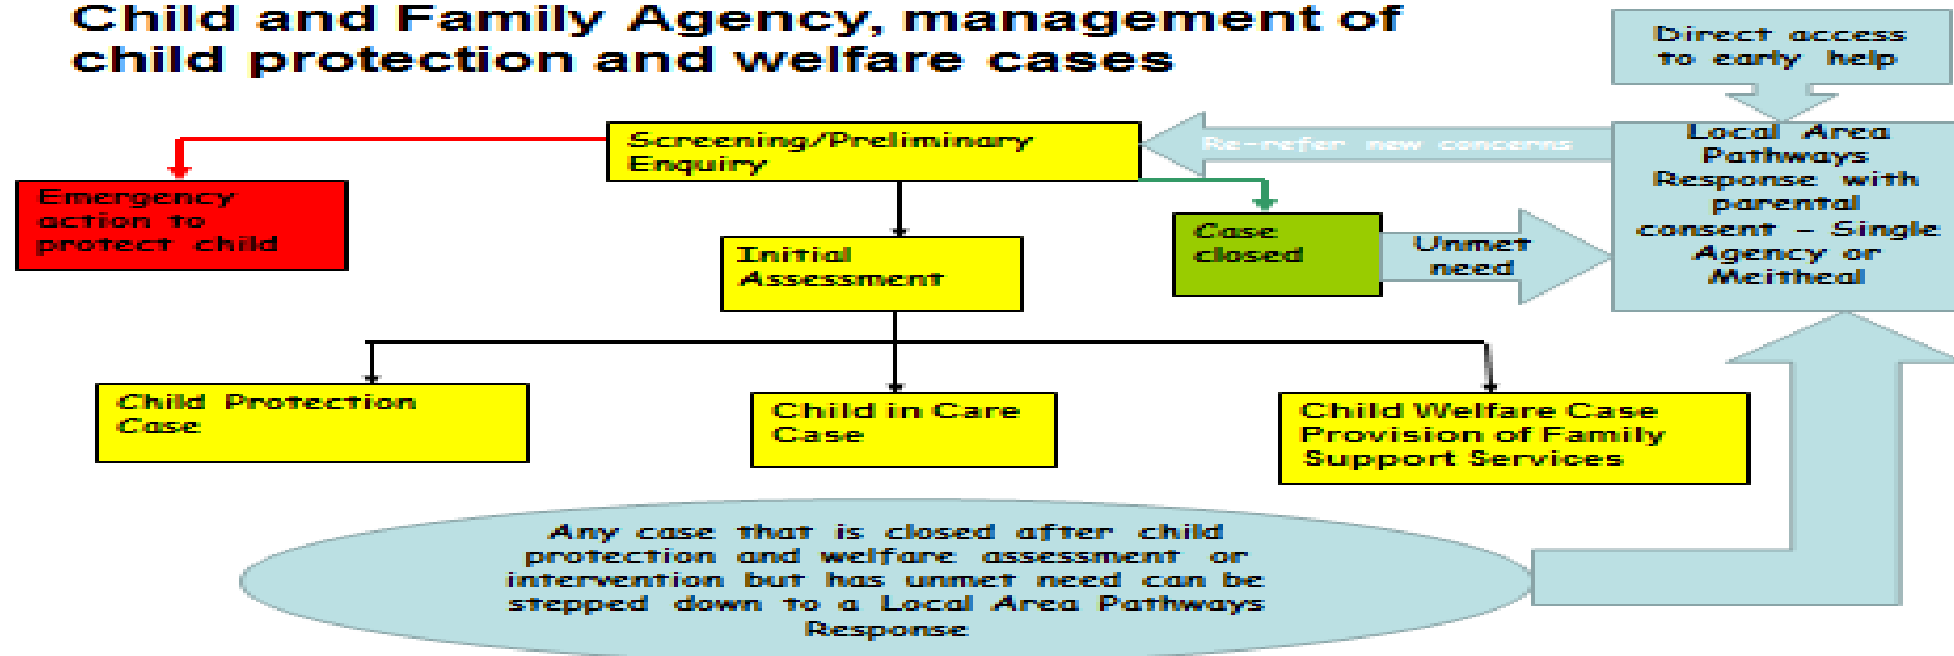 Child and Family Agency, management of
child protection and welfare cases
Direct access
to early help
Screening/Preliminary
Enquiry
Re-refer new concerns
Local Area
Pathways
Response with
parental
consent – Single
Agency or
Meitheal
Emergency
action to
protect child
Initial
Assessment
Case
closed
Unmet
need
Child Protection
Case
Child in Care
Case
Child Welfare Case
Provision of Family
Support Services
Any case that is closed after child
protection and welfare assessment or
intervention but has unmet need can be
stepped down to a Local Area Pathways
Response